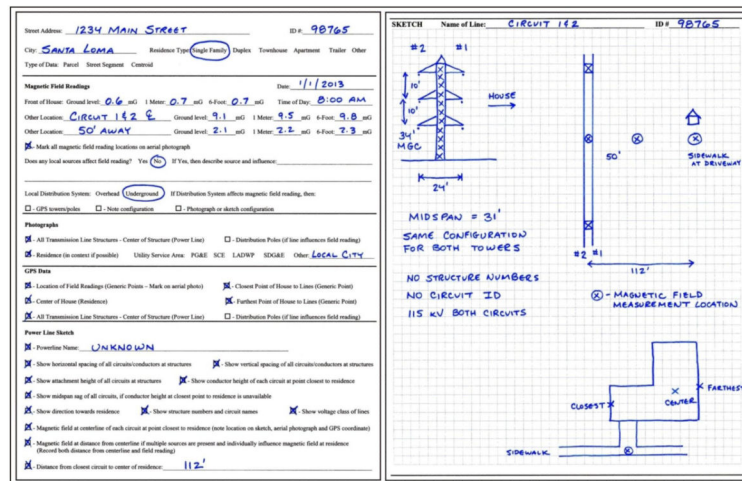 Street Address: 1234 MAIN STREET ID #: 98765
City: SANTA LOMA Residence Type: Single Family Duplex Townhouse Apartment Trailer Other
Type of Data: Parcel Street Segment Centroid
Magnetic Field Readings Date: 1/1/2013
Front of House: Ground level: 0.6 mG 1 Meter: 0.7 mG 6-Foot: 0.7 mG Time of Day: 8:00 AM
Other Location: CIRCUIT 1&2 ℄ Ground level: 9.1 mG 1 Meter: 9.5 mG 6-Foot: 9.8 mG
Other Location: 50' AWAY Ground level: 2.1 mG 1 Meter: 2.2 mG 6-Foot: 2.3 mG
- Mark all magnetic field reading locations on aerial photograph
Does any local sources affect field reading? Yes No If Yes, then describe source and influence:
Local Distribution System: Overhead Underground If Distribution System affects magnetic field reading, then:
- GPS towers/poles - Note configuration - Photograph or sketch configuration
Photographs
- All Transmission Line Structures - Center of Structure (Power Line) - Distribution Poles (if line influences field reading)
- Residence (in context if possible) Utility Service Area: PG&E SCE LADWP SDG&E Other: LOCAL CITY
GPS Data
- Location of Field Readings (Generic Points – Mark on aerial photo) - Closest Point of House to Lines (Generic Point)
- Center of House (Residence) - Furthest Point of House to Lines (Generic Point)
- All Transmission Line Structures - Center of Structure (Power Line) - Distribution Poles (if line influences field reading)
Power Line Sketch
- Powerline Name: UNKNOWN
- Show horizontal spacing of all circuits/conductors at structures - Show vertical spacing of all circuits/conductors at structures
- Show attachment height of all circuits at structures - Show conductor height of each circuit at point closest to residence
- Show midspan sag of all circuits, if conductor height at closest point to residence is unavailable
- Show direction towards residence - Show structure numbers and circuit names - Show voltage class of lines
- Magnetic field at centerline of each circuit at point closest to residence (note location on sketch, aerial photograph and GPS coordinate)
- Magnetic field at distance from centerline if multiple sources are present and individually influence magnetic field at residence
(Record both distance from centerline and field reading)
- Distance from closest circuit to center of residence: 112'
SKETCH Name of Line: CIRCUIT 1&2 ID # 98765
#2 #1
10'
10'
HOUSE
34'
MGC
24'
50'
SIDEWALK
AT DRIVEWAY
MIDSPAN = 31'
SAME CONFIGURATION
FOR BOTH TOWERS
#2 #1
112'
NO STRUCTURE NUMBERS
NO CIRCUIT ID
115 KV BOTH CIRCUITS
- MAGNETIC FIELD
MEASUREMENT LOCATION
CLOSEST
CENTER
FARTHEST
SIDEWALK